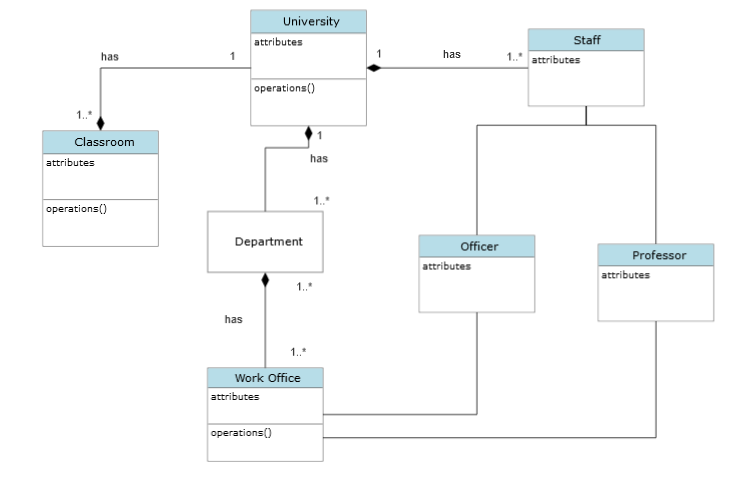 University
attributes
operations()
has
1
1..*
Classroom
attributes
operations()
1
has
1..*
Staff
attributes
1
has
1..*
Department
1..*
has
1..*
Officer
attributes
Professor
attributes
Work Office
attributes
operations()